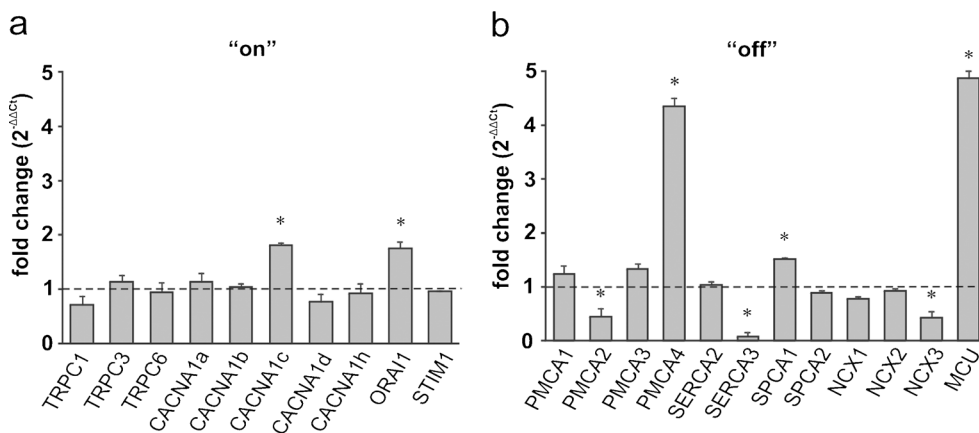 a
“on”
fold change (2^-ΔΔCt)
5
4
3
2
1
0
*
*
TRPC1
TRPC3
TRPC6
CACNA1a
CACNA1b
CACNA1c
CACNA1d
CACNA1h
ORAI1
STIM1
b
“off”
fold change (2^-ΔΔCt)
5
4
3
2
1
0
*
*
*
*
*
*
PMCA1
PMCA2
PMCA3
PMCA4
SERCA2
SERCA3
SPCA1
SPCA2
NCX1
NCX2
NCX3
MCU